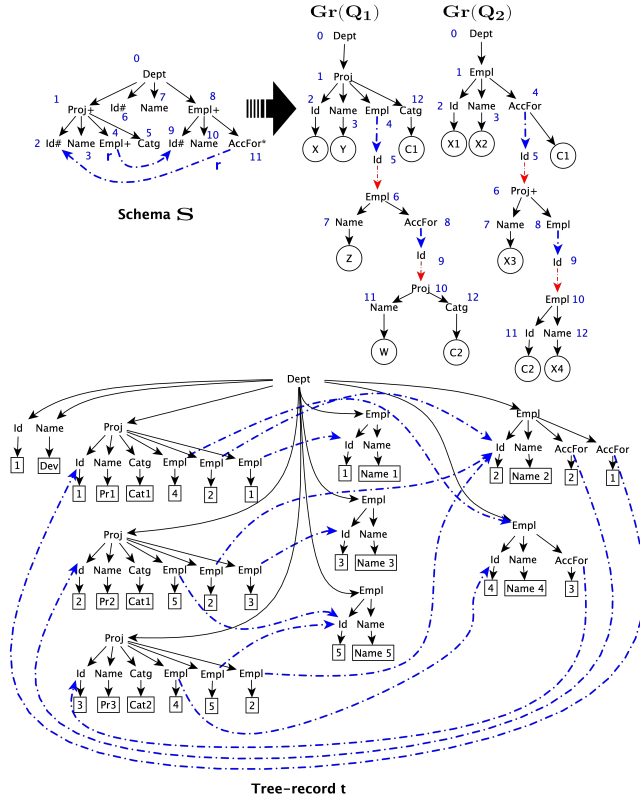 Gr(Q1) Gr(Q2)
0 Dept 0 Dept
0 Dept 1 Proj 1 Empl 4 AccFor
1 Proj+ 6 Id# 7 Name 8 Empl+
2 Id 3 Name 4 Empl 12 Catg 2 Id 3 Name
2 Id# 3 Name 4 Empl+ 5 Catg 9 Id# 10 Name 11 AccFor*
r r
X Y C1 X1 X2 C1
Id 5 Id 5
Schema S
Empl 6 6 Proj+
7 Name AccFor 8 7 Name 8 Empl
Z Id 9 X3 Id 9
Proj 10 Empl 10
11 Name Catg 12 11 Id Name 12
W C2 C2 X4
Dept
Id Name Proj Empl Empl
Id Name Catg Empl Empl Empl Id Name Id Name AccFor AccFor
1 Dev 1 Pr1 Cat1 4 2 1 1 Name 1 2 Name 2 2 1
Proj Empl Empl
Id Name Catg Empl Empl Empl Id Name Id Name AccFor
2 Pr2 Cat1 5 2 3 3 Name 3 4 Name 4 3
Proj Empl
Id Name Catg Empl Empl Empl Id Name
3 Pr3 Cat2 4 5 2 5 Name 5
Tree-record t